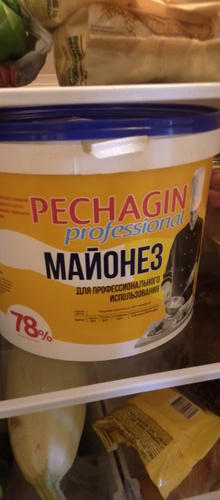 PECHAGIN
professional
МАЙОНЕЗ
ДЛЯ ПРОФЕССИОНАЛЬНОГО
ИСПОЛЬЗОВАНИЯ
78%